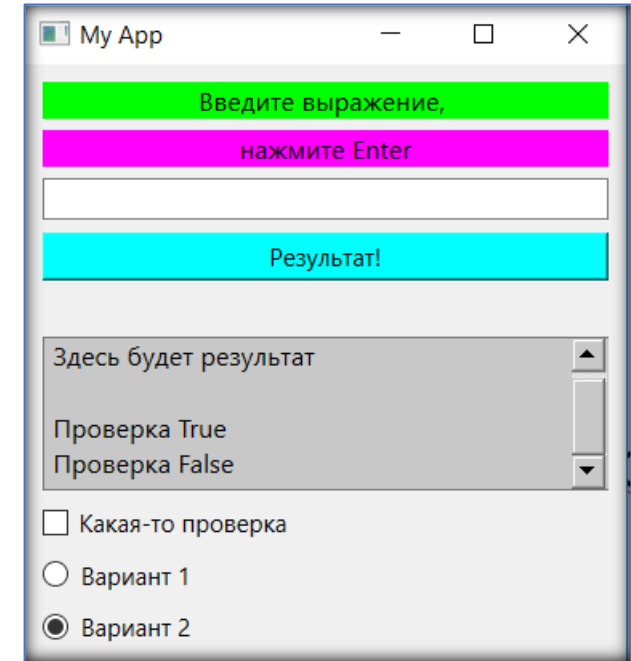 My App
Введите выражение,
нажмите Enter
Результат!
Здесь будет результат
Проверка True
Проверка False
Какая-то проверка
Вариант 1
Вариант 2